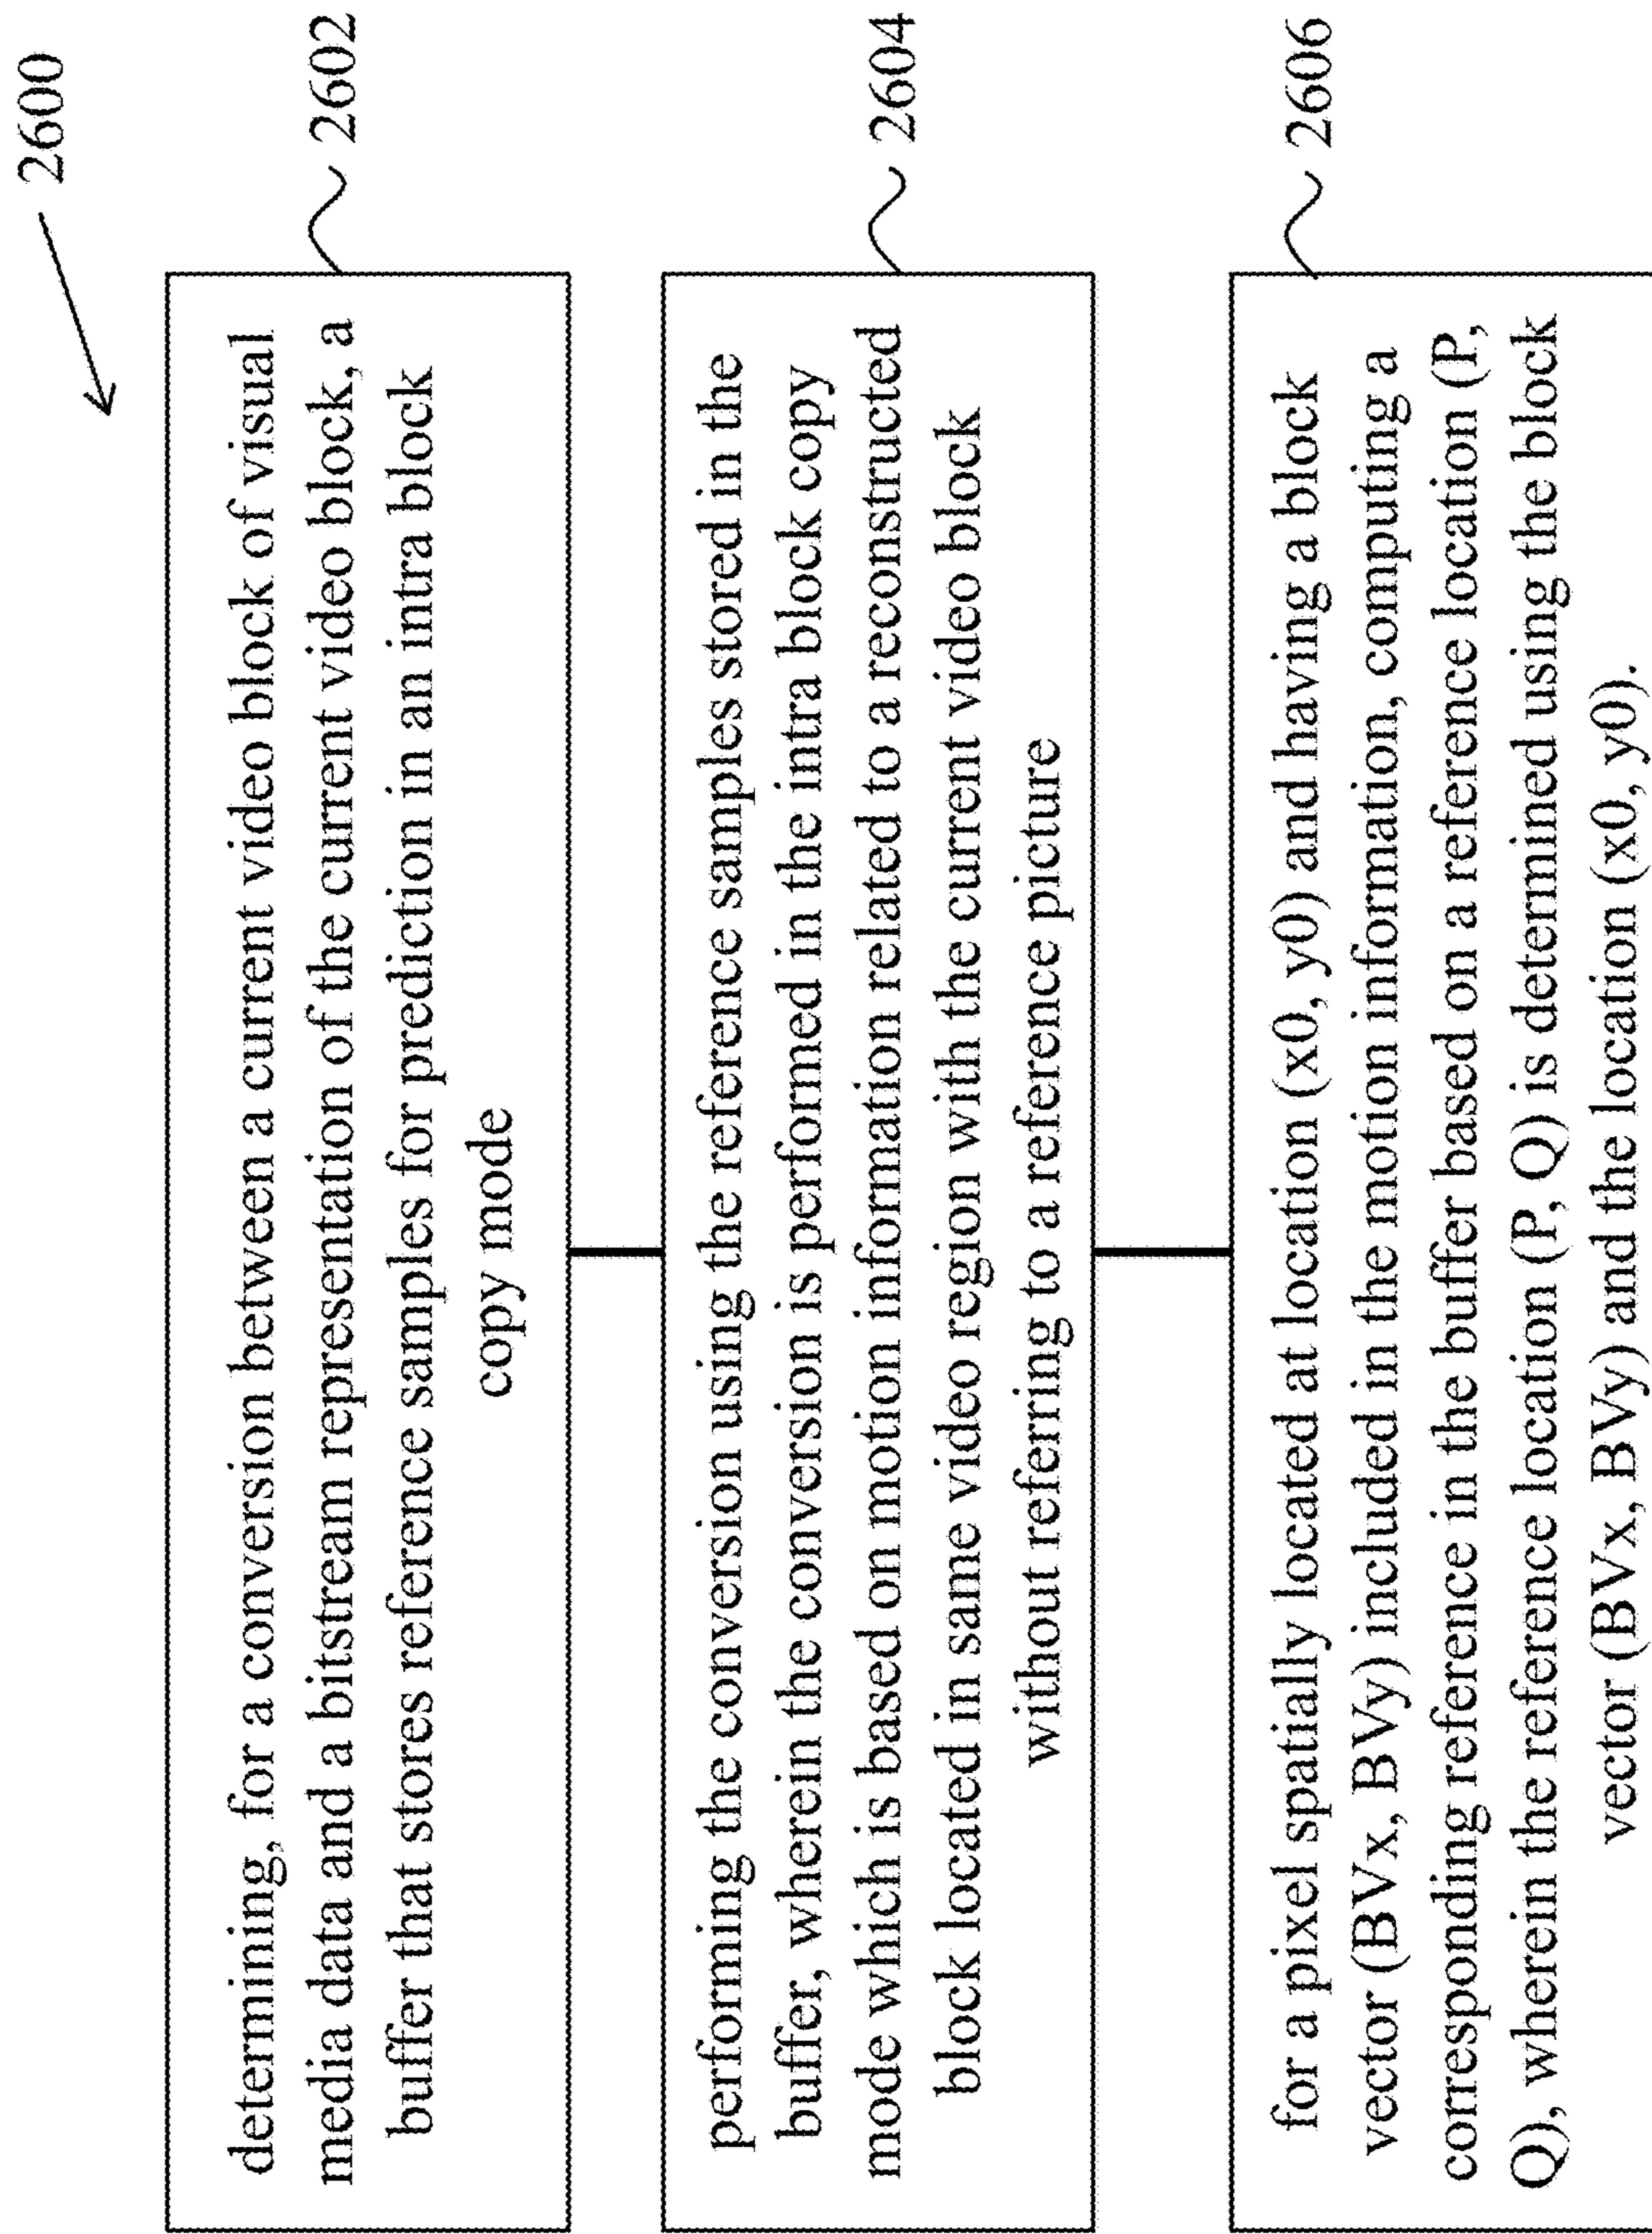 2600
determining, for a conversion between a current video block of visual
media data and a bitstream representation of the current video block, a
buffer that stores reference samples for prediction in an intra block
copy mode
2602
performing the conversion using the reference samples stored in the
buffer, wherein the conversion is performed in the intra block copy
mode which is based on motion information related to a reconstructed
block located in same video region with the current video block
without referring to a reference picture
2604
for a pixel spatially located at location (x0, y0) and having a block
vector (BVx, BVy) included in the motion information, computing a
corresponding reference in the buffer based on a reference location (P,
Q), wherein the reference location (P, Q) is determined using the block
vector (BVx, BVy) and the location (x0, y0).
2606